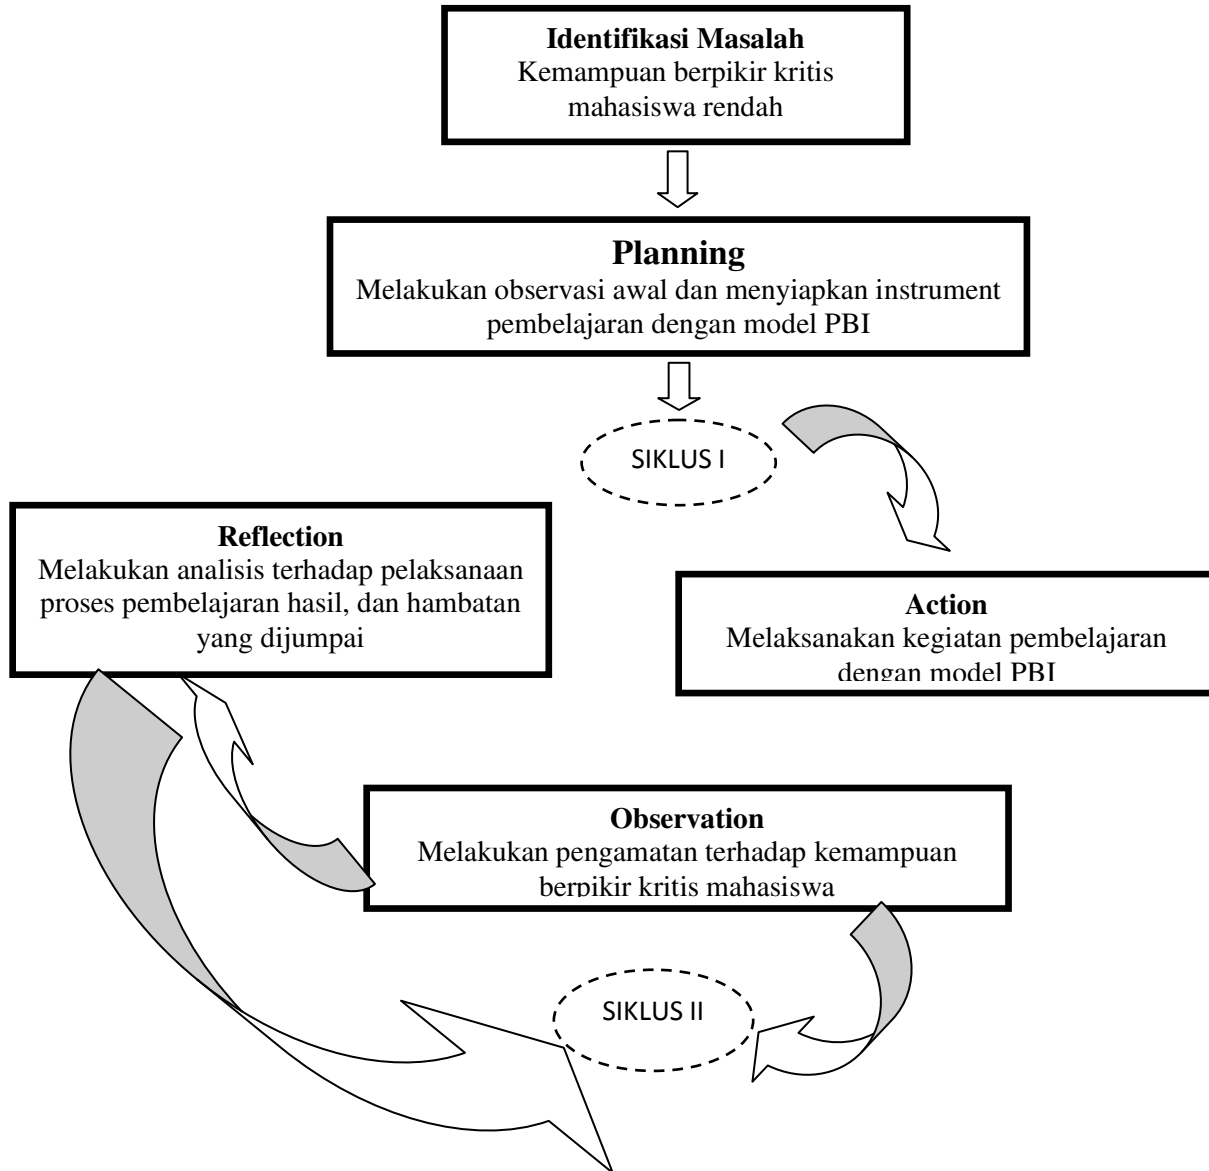 Identifikasi Masalah
Kemampuan berpikir kritis
mahasiswa rendah
Planning
Melakukan observasi awal dan menyiapkan instrument
pembelajaran dengan model PBI
SIKLUS I
Reflection
Melakukan analisis terhadap pelaksanaan
proses pembelajaran hasil, dan hambatan
yang dijumpai
Action
Melaksanakan kegiatan pembelajaran
dengan model PBI
Observation
Melakukan pengamatan terhadap kemampuan
berpikir kritis mahasiswa
SIKLUS II